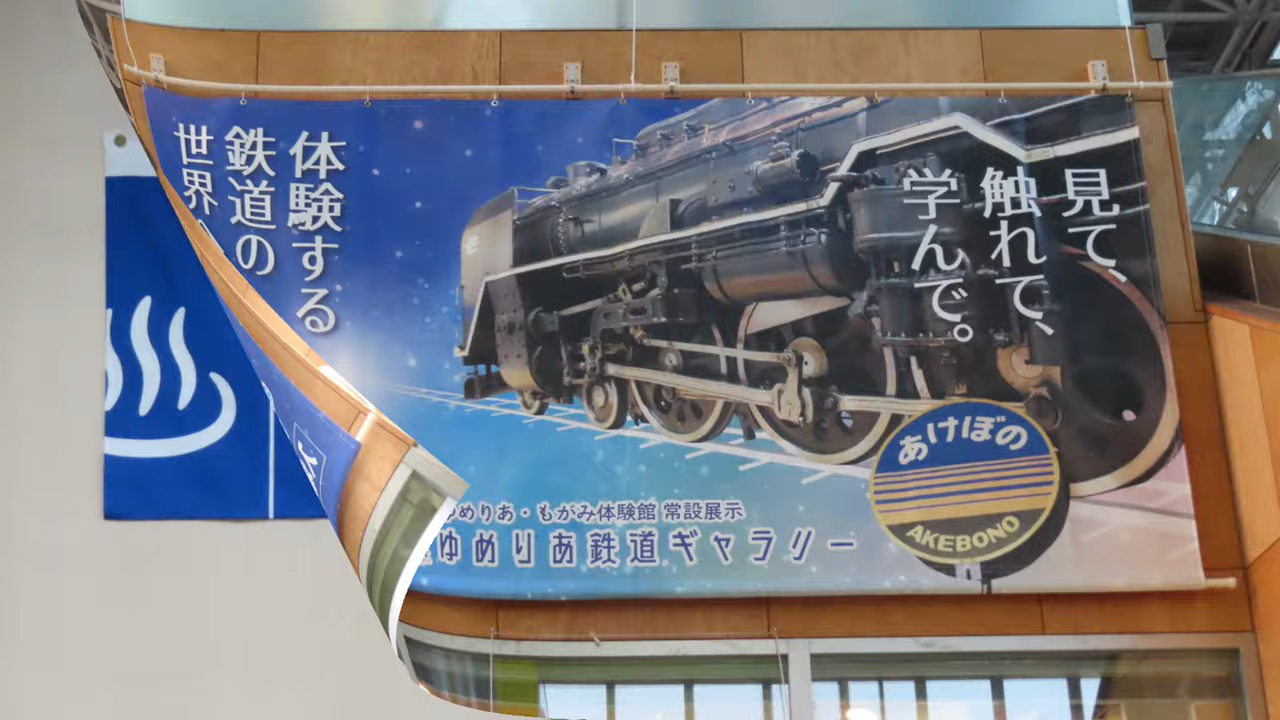 見て、
触れて、
学んで。
体験する
鉄道の
世界へ
あけぼの
AKEBONO
ゆめりあ・もがみ体験館 常設展示
ゆめりあ鉄道ギャラリー